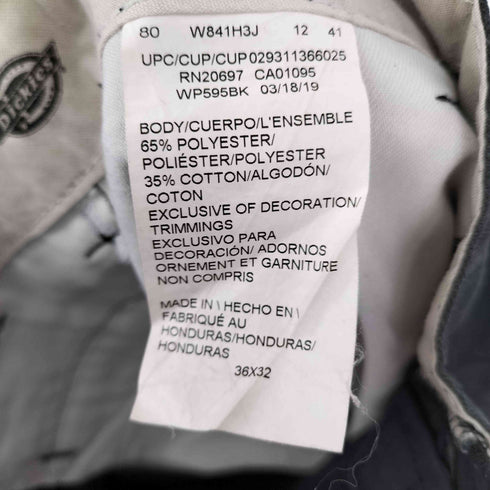 DICKIES
80 W841H3J 12 41
UPC/CUP/CUP029311366025
RN20697 CA01095
WP595BK 03/18/19
BODY/CUERPO/L'ENSEMBLE
65% POLYESTER/
POLIÉSTER/POLYESTER
35% COTTON/ALGODÓN/
COTON
EXCLUSIVE OF DECORATION/
TRIMMINGS
EXCLUSIVO PARA
DECORACIÓN/ ADORNOS
ORNEMENT ET GARNITURE
NON COMPRIS
MADE IN \ HECHO EN \
FABRIQUÉ AU
HONDURAS/HONDURAS/
HONDURAS
36X32